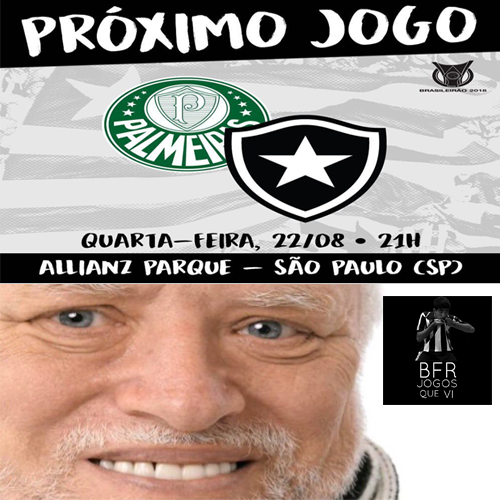 PRÓXIMO JOGO
BRASILEIRÃO 2018
P
PALMEIRAS
QUARTA-FEIRA, 22/08 • 21H
ALLIANZ PARQUE - SÃO PAULO (SP)
BFR
JOGOS
QUE VI